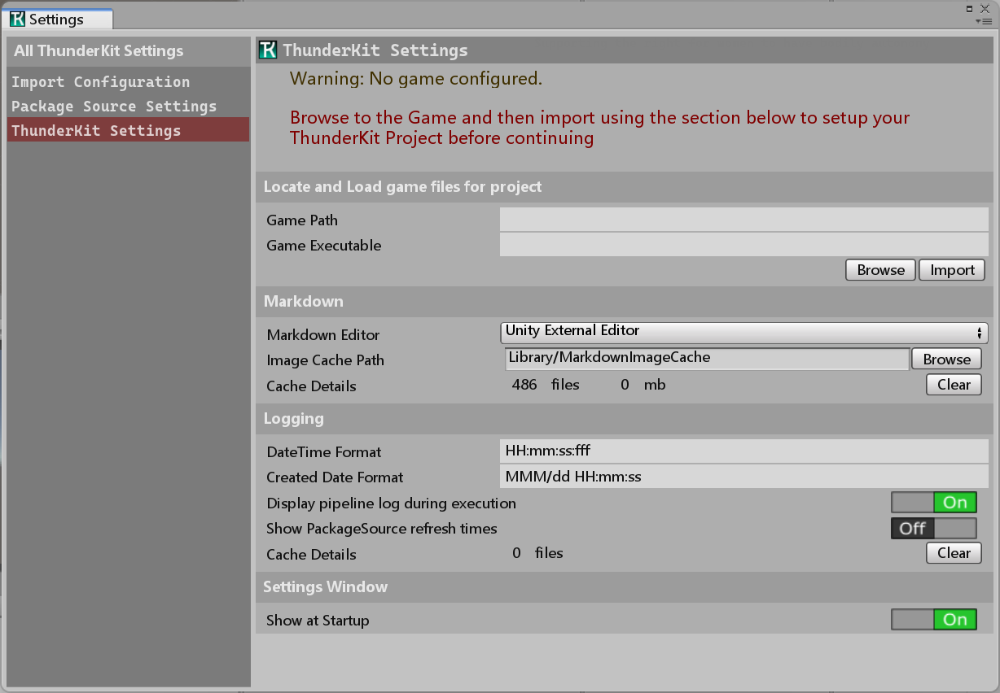 TK Settings
All ThunderKit Settings
Import Configuration
Package Source Settings
ThunderKit Settings
TK ThunderKit Settings
Warning: No game configured.
Browse to the Game and then import using the section below to setup your
ThunderKit Project before continuing
Locate and Load game files for project
Game Path
Game Executable
Browse Import
Markdown
Markdown Editor Unity External Editor
Image Cache Path Library/MarkdownImageCache Browse
Cache Details 486 files 0 mb Clear
Logging
DateTime Format HH:mm:ss:fff
Created Date Format MMM/dd HH:mm:ss
Display pipeline log during execution On
Show PackageSource refresh times Off
Cache Details 0 files Clear
Settings Window
Show at Startup On